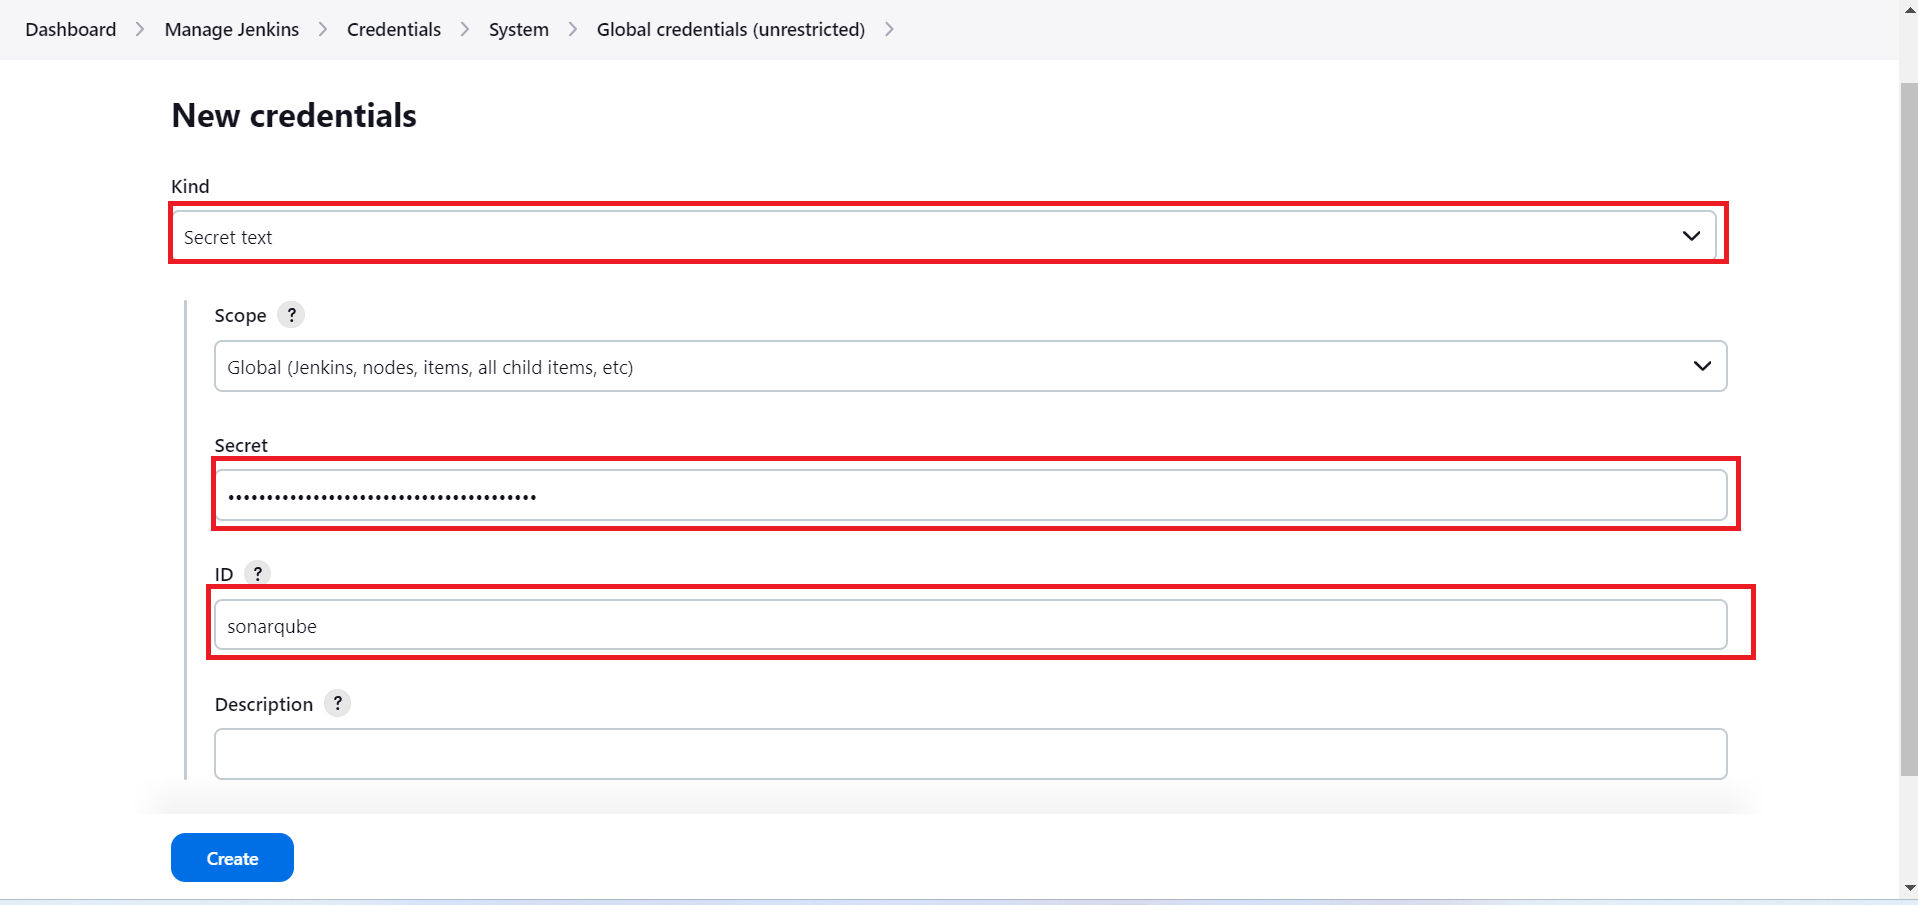 Dashboard > Manage Jenkins > Credentials > System > Global credentials (unrestricted) >
New credentials
Kind
Secret text
Scope ?
Global (Jenkins, nodes, items, all child items, etc)
Secret
••••••••••••••••••••••••••••••••••••••••
ID ?
sonarqube
Description ?
Create